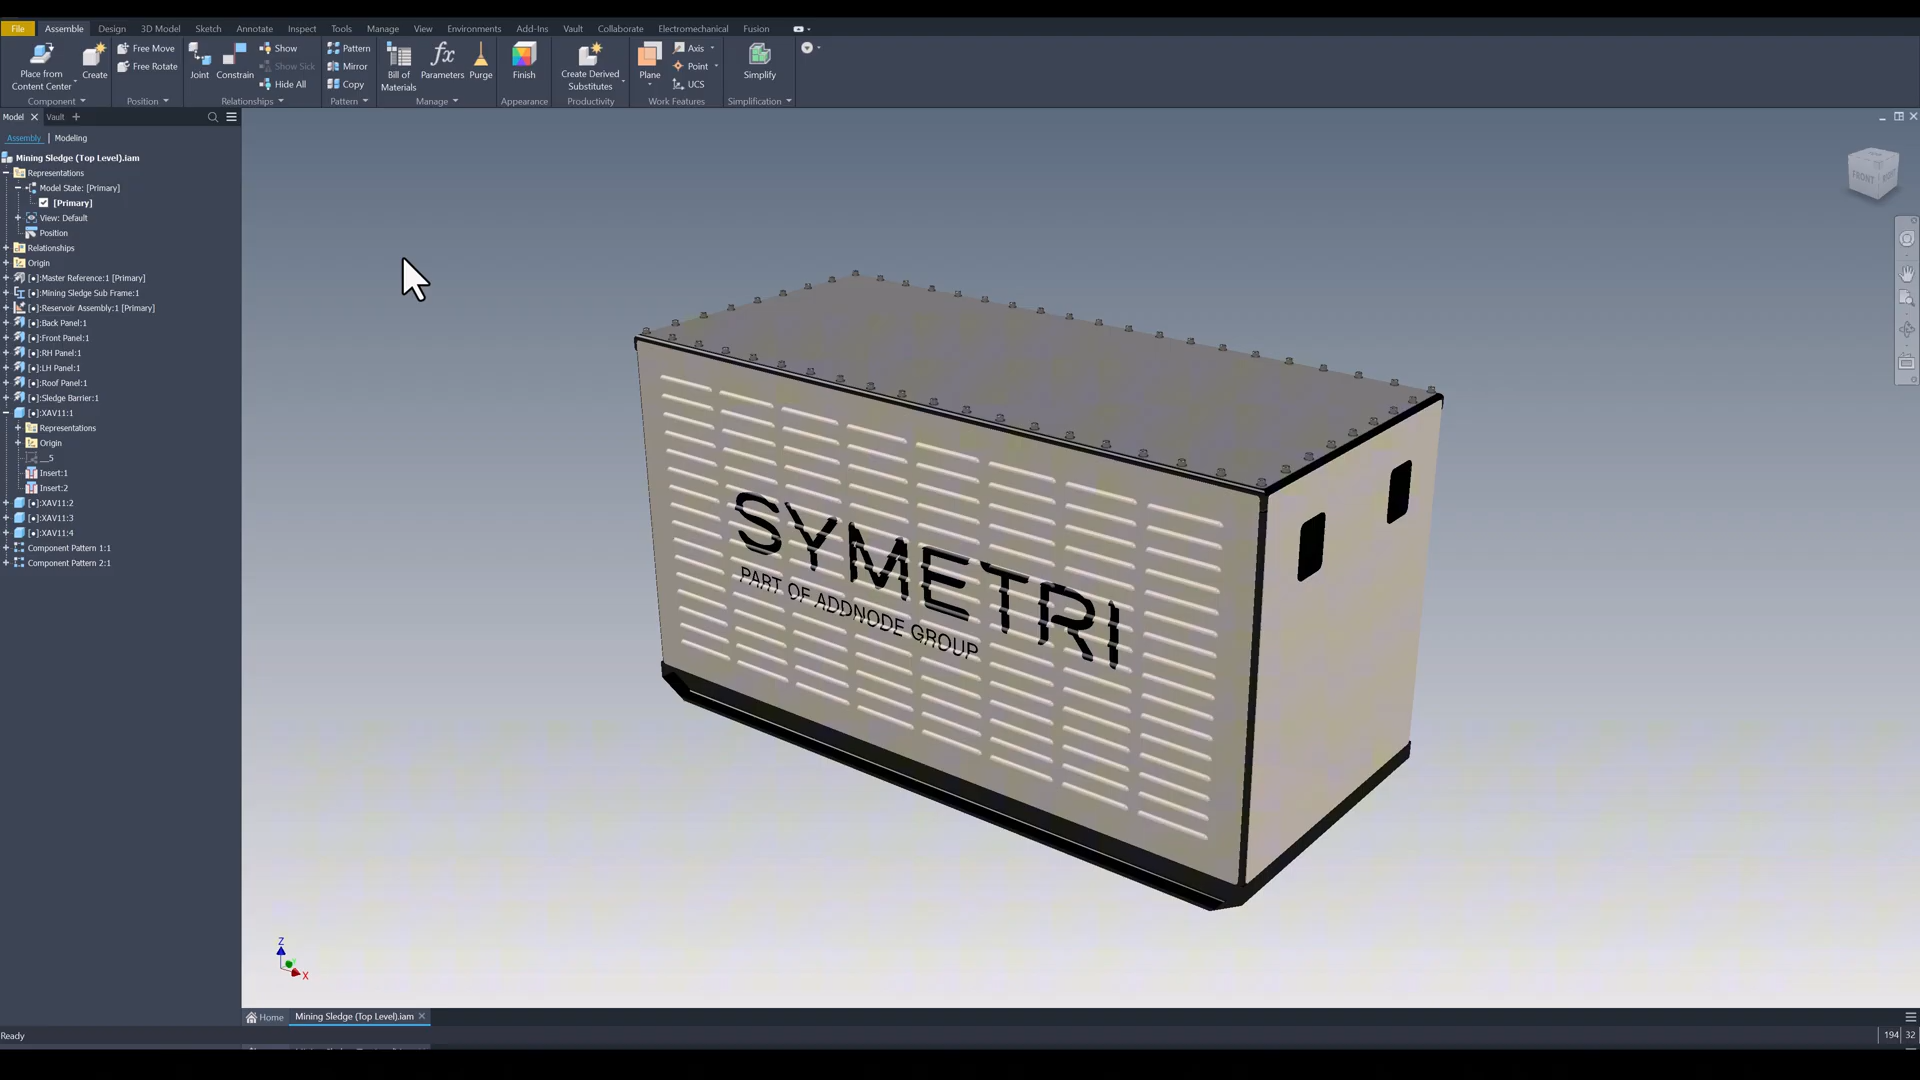 File Assemble Design 3D Model Sketch Annotate Inspect Tools Manage View Environments Add-Ins Vault Collaborate Electromechanical Fusion
Place from Content Center
Create
Free Move
Free Rotate
Joint
Constrain
Show
Show Sick
Hide All
Pattern
Mirror
Copy
Bill of Materials
Parameters
Purge
Finish
Create Derived Substitutes
Plane
Axis
Point
UCS
Simplify
Component Position Relationships Pattern Manage Appearance Productivity Work Features Simplification
Model Vault
Assembly | Modeling
Mining Sledge (Top Level).iam
Representations
Model State: [Primary]
[Primary]
View: Default
Position
Relationships
Origin
[●]:Master Reference:1 [Primary]
[●]:Mining Sledge Sub Frame:1
[●]:Reservoir Assembly:1 [Primary]
[●]:Back Panel:1
[●]:Front Panel:1
[●]:RH Panel:1
[●]:LH Panel:1
[●]:Roof Panel:1
[●]:Sledge Barrier:1
[●]:XAV11:1
Representations
Origin
__5
Insert:1
Insert:2
[●]:XAV11:2
[●]:XAV11:3
[●]:XAV11:4
Component Pattern 1:1
Component Pattern 2:1
FRONT RIGHT
SYMETRI
PART OF ADDNODE GROUP
Z
X
Home Mining Sledge (Top Level).iam
Ready
194 32